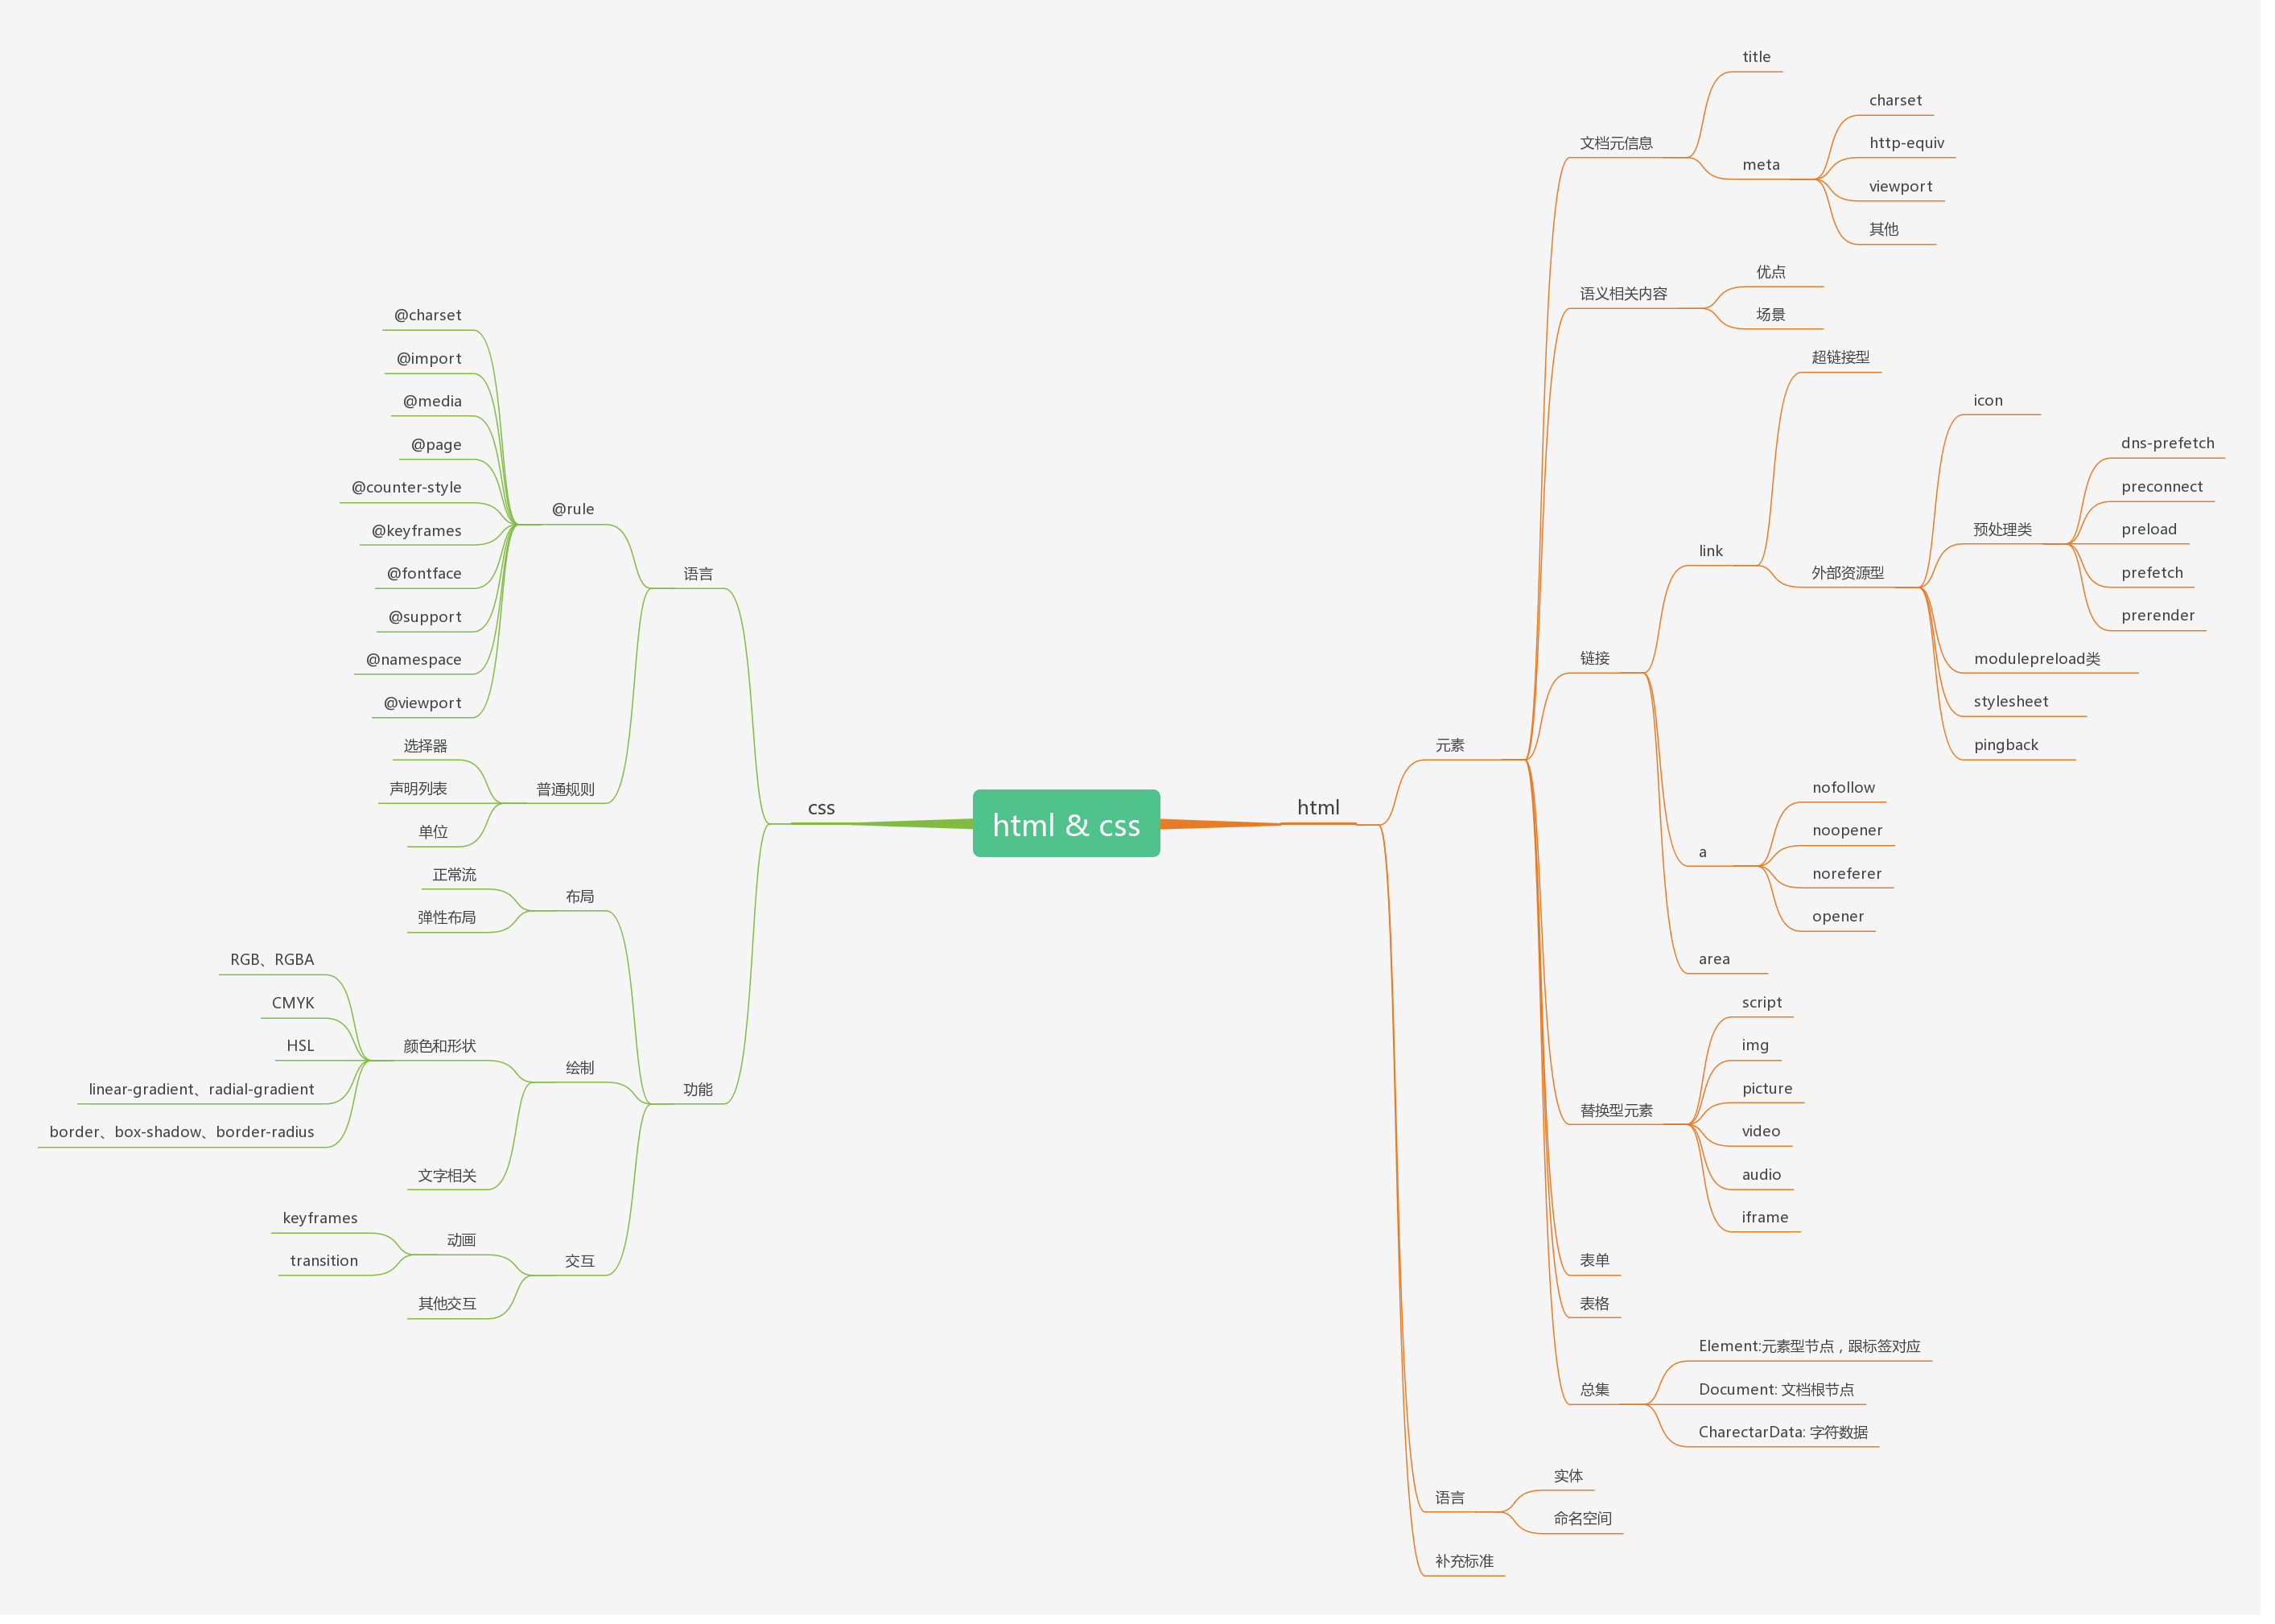 html & css
html
元素
文档元信息
title
meta
charset
http-equiv
viewport
其他
语义相关内容
优点
场景
链接
link
超链接型
外部资源型
icon
预处理类
dns-prefetch
preconnect
preload
prefetch
prerender
modulepreload类
stylesheet
pingback
a
nofollow
noopener
noreferer
opener
area
替换型元素
script
img
picture
video
audio
iframe
表单
表格
总集
Element:元素型节点，跟标签对应
Document: 文档根节点
CharectarData: 字符数据
语言
实体
命名空间
补充标准
css
语言
@rule
@charset
@import
@media
@page
@counter-style
@keyframes
@fontface
@support
@namespace
@viewport
普通规则
选择器
声明列表
单位
功能
布局
正常流
弹性布局
绘制
颜色和形状
RGB、RGBA
CMYK
HSL
linear-gradient、radial-gradient
border、box-shadow、border-radius
文字相关
交互
动画
keyframes
transition
其他交互